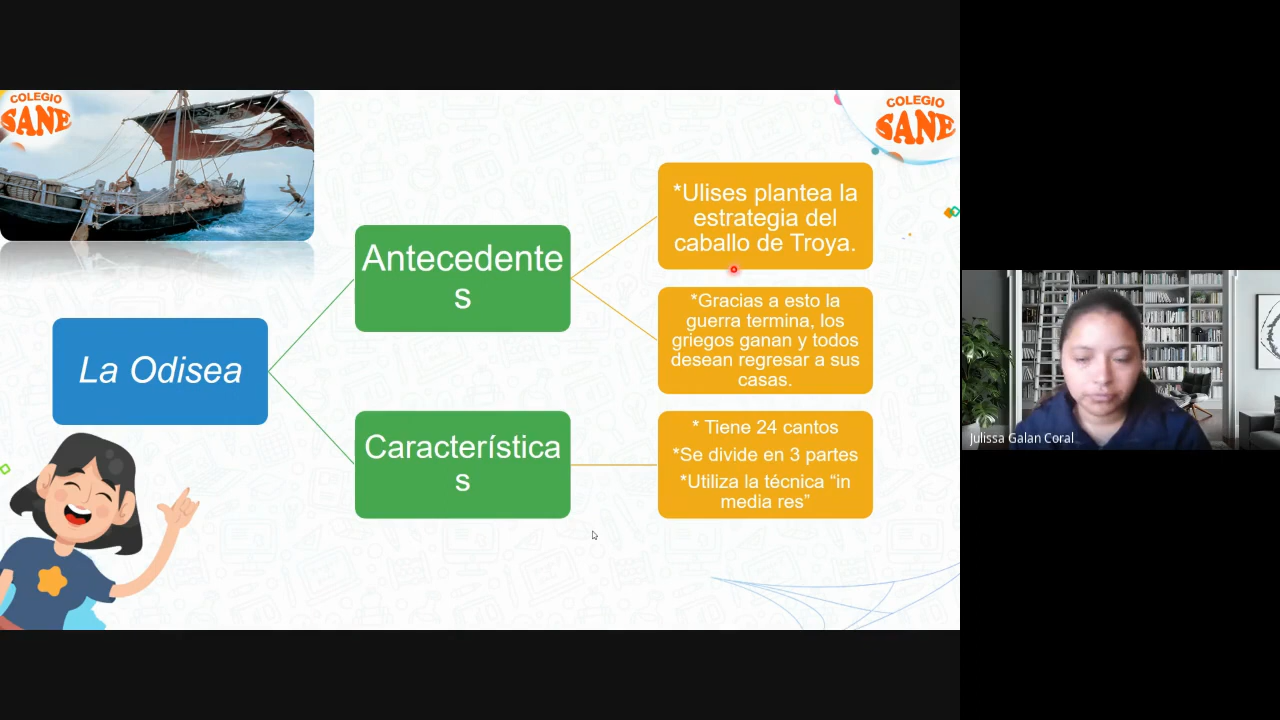 COLEGIO
SANE
COLEGIO
SANE
*Ulises plantea la
estrategia del
caballo de Troya.
Antecedente
s
*Gracias a esto la
guerra termina, los
griegos ganan y todos
desean regresar a sus
casas.
La Odisea
Característica
s
* Tiene 24 cantos
*Se divide en 3 partes
*Utiliza la técnica “in
media res”
Julissa Galan Coral